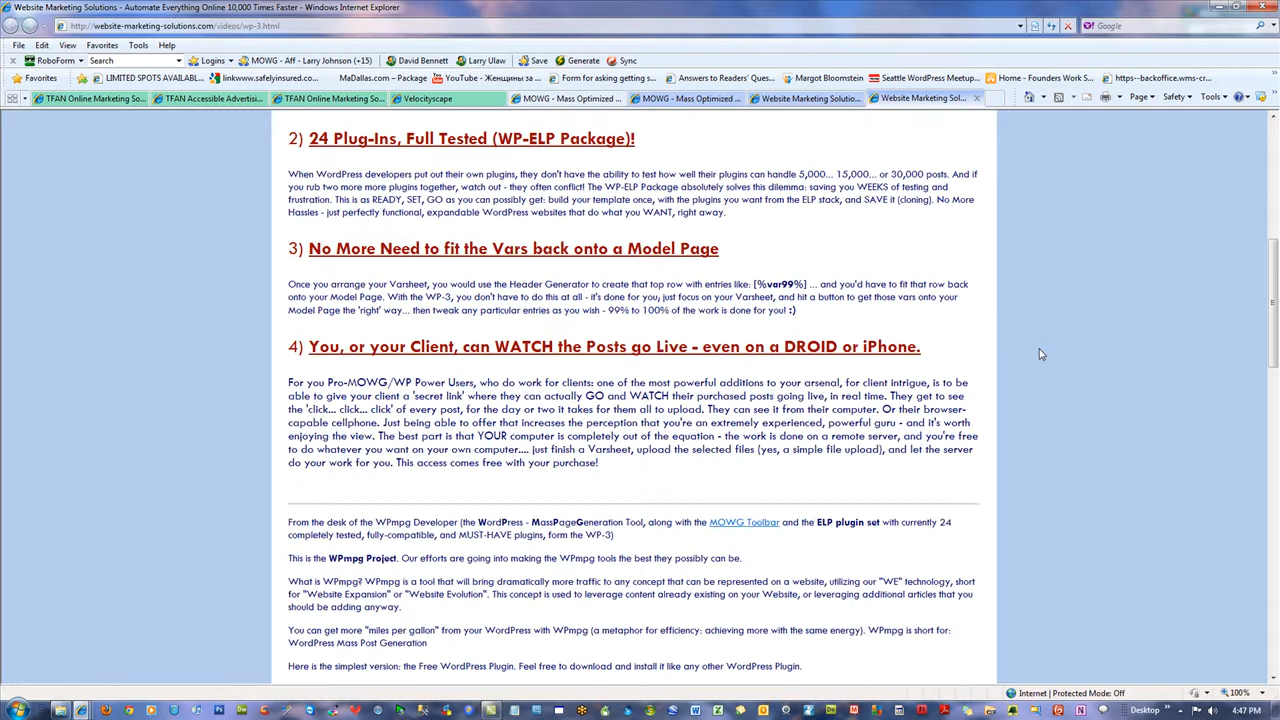 Website Marketing Solutions - Automate Everything Online 10,000 Times Faster - Windows Internet Explorer
http://website-marketing-solutions.com/videos/wp-3.html
Google
File Edit View Favorites Tools Help
RoboForm Search Logins MOWG - Aff - Larry Johnson (+15) David Bennett Larry Ulaw Save Generate Sync
Favorites LIMITED SPOTS AVAILABL... linkwww.safelyinsured.co... MaDallas.com – Package YouTube - Женщины за ... Form for asking getting s... Answers to Readers' Ques... Margot Bloomstein Seattle WordPress Meetup... Home - Founders Work S... https--backoffice.wms-cr...
TFAN Online Marketing So... TFAN Accessible Advertisi... TFAN Online Marketing So... Velocityscape MOWG - Mass Optimized ... MOWG - Mass Optimized ... Website Marketing Solutio... Website Marketing Sol... Page Safety Tools
2) 24 Plug-Ins, Full Tested (WP-ELP Package)!
When WordPress developers put out their own plugins, they don't have the ability to test how well their plugins can handle 5,000... 15,000... or 30,000 posts. And if
you rub two more more plugins together, watch out - they often conflict! The WP-ELP Package absolutely solves this dilemma: saving you WEEKS of testing and
frustration. This is as READY, SET, GO as you can possibly get: build your template once, with the plugins you want from the ELP stack, and SAVE it (cloning). No More
Hassles - just perfectly functional, expandable WordPress websites that do what you WANT, right away.
3) No More Need to fit the Vars back onto a Model Page
Once you arrange your Varsheet, you would use the Header Generator to create that top row with entries like: [%var99%] ... and you'd have to fit that row back
onto your Model Page. With the WP-3, you don't have to do this at all - it's done for you; just focus on your Varsheet, and hit a button to get those vars onto your
Model Page the 'right' way... then tweak any particular entries as you wish - 99% to 100% of the work is done for you! :)
4) You, or your Client, can WATCH the Posts go Live - even on a DROID or iPhone.
For you Pro-MOWG/WP Power Users, who do work for clients: one of the most powerful additions to your arsenal, for client intrigue, is to be
able to give your client a 'secret link' where they can actually GO and WATCH their purchased posts going live, in real time. They get to see
the 'click... click... click' of every post, for the day or two it takes for them all to upload. They can see it from their computer. Or their browser-
capable cellphone. Just being able to offer that increases the perception that you're an extremely experienced, powerful guru - and it's worth
enjoying the view. The best part is that YOUR computer is completely out of the equation - the work is done on a remote server, and you're free
to do whatever you want on your own computer.... just finish a Varsheet, upload the selected files (yes, a simple file upload), and let the server
do your work for you. This access comes free with your purchase!
From the desk of the WPmpg Developer (the WordPress - MassPageGeneration Tool, along with the MOWG Toolbar and the ELP plugin set with currently 24
completely tested, fully-compatible, and MUST-HAVE plugins, form the WP-3)
This is the WPmpg Project. Our efforts are going into making the WPmpg tools the best they possibly can be.
What is WPmpg? WPmpg is a tool that will bring dramatically more traffic to any concept that can be represented on a website, utilizing our "WE" technology, short
for "Website Expansion" or "Website Evolution". This concept is used to leverage content already existing on your Website, or leveraging additional articles that you
should be adding anyway.
You can get more "miles per gallon" from your WordPress with WPmpg (a metaphor for efficiency: achieving more with the same energy). WPmpg is short for:
WordPress Mass Post Generation
Here is the simplest version: the Free WordPress Plugin. Feel free to download and install it like any other WordPress Plugin.
Internet | Protected Mode: Off 100%
Desktop 4:47 PM